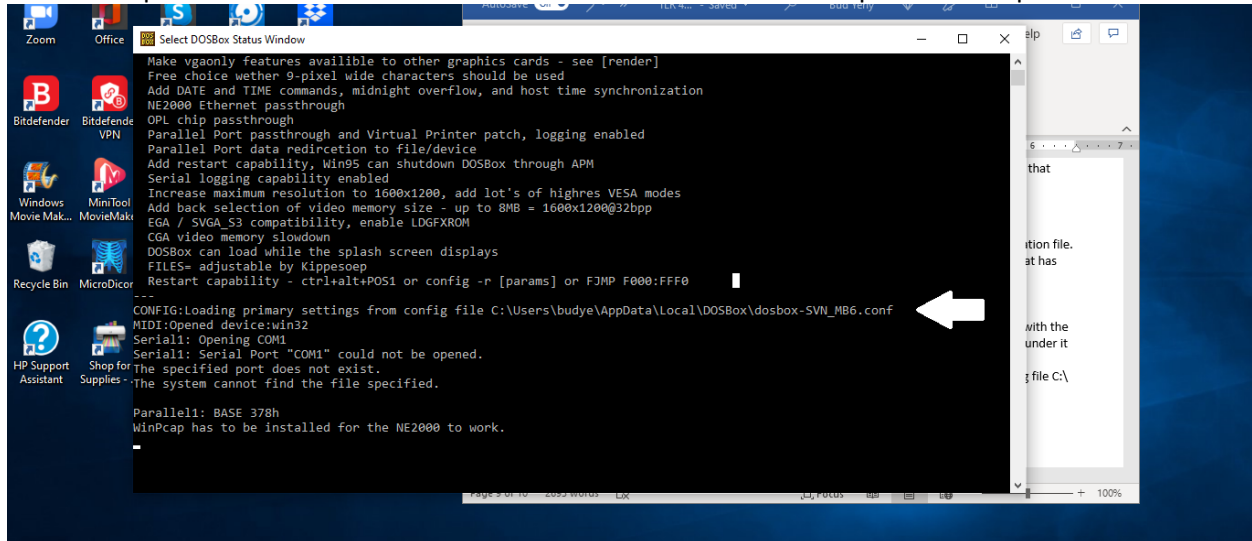 AutoSave
Saved
Bud Yeny
Zoom
Office
DOS
BOX
Select DOSBox Status Window
elp
Make vgaonly features availible to other graphics cards - see [render]
Free choice wether 9-pixel wide characters should be used
Add DATE and TIME commands, midnight overflow, and host time synchronization
NE2000 Ethernet passthrough
OPL chip passthrough
Parallel Port passthrough and Virtual Printer patch, logging enabled
Parallel Port data redircetion to file/device
Add restart capability, Win95 can shutdown DOSBox through APM
Serial logging capability enabled
Increase maximum resolution to 1600x1200, add lot's of highres VESA modes
Add back selection of video memory size - up to 8MB = 1600x1200@32bpp
EGA / SVGA_S3 compatibility, enable LDGFXROM
CGA video memory slowdown
DOSBox can load while the splash screen displays
FILES= adjustable by Kippesoep
Restart capability - ctrl+alt+POS1 or config -r [params] or FJMP F000:FFF0
---
CONFIG:Loading primary settings from config file C:\Users\budye\AppData\Local\DOSBox\dosbox-SVN_MB6.conf
MIDI:Opened device:win32
Serial1: Opening COM1
Serial1: Serial Port "COM1" could not be opened.
The specified port does not exist.
The system cannot find the file specified.
Parallel1: BASE 378h
WinPcap has to be installed for the NE2000 to work.
Bitdefender
Bitdefende
VPN
Windows
Movie Mak...
MiniTool
MovieMake
Recycle Bin
MicroDicor
HP Support
Assistant
Shop for
Supplies -
6 7
that
ation file.
at has
with the
under it
g file C:\
Page 9 of 10
2095 words
Focus
100%